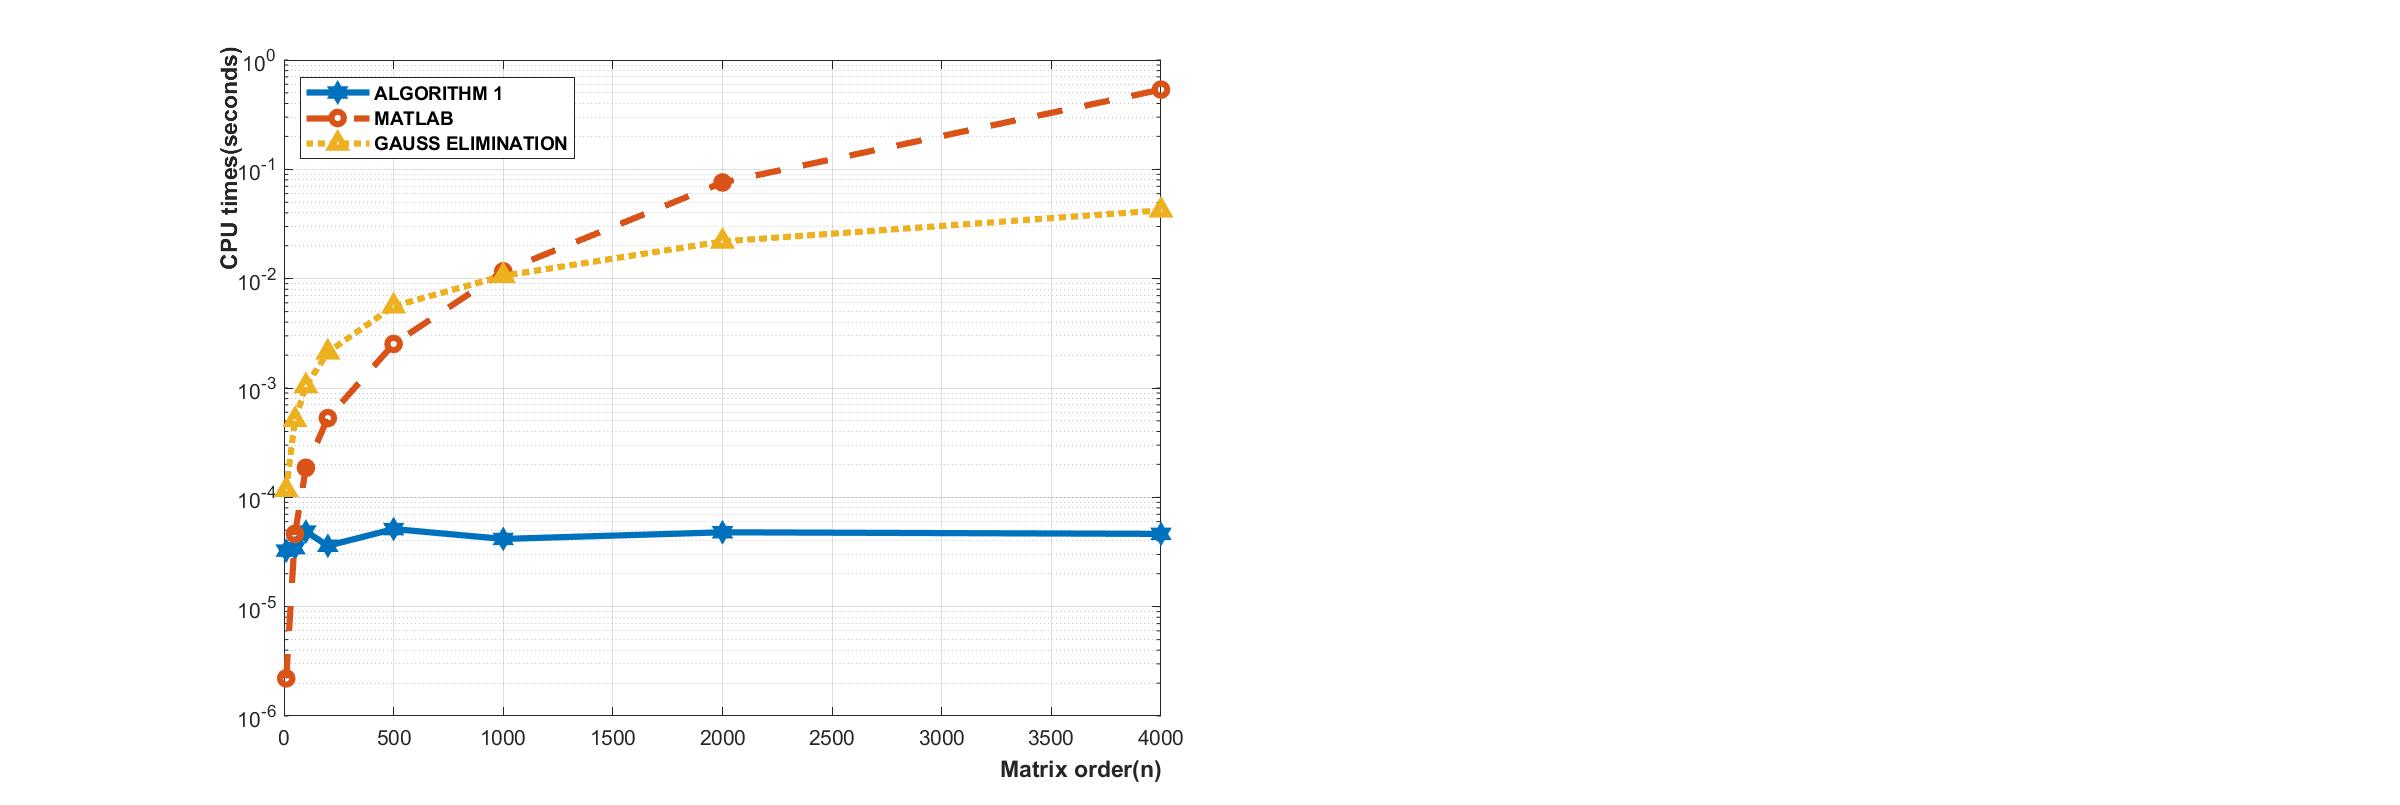 CPU times(seconds)
10^0
10^-1
10^-2
10^-3
10^-4
10^-5
10^-6
ALGORITHM 1
MATLAB
GAUSS ELIMINATION
0 500 1000 1500 2000 2500 3000 3500 4000
Matrix order(n)